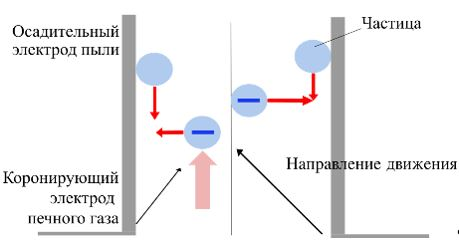 Осадительный
электрод пыли
Частица
Коронирующий
электрод
печного газа
Направление движения